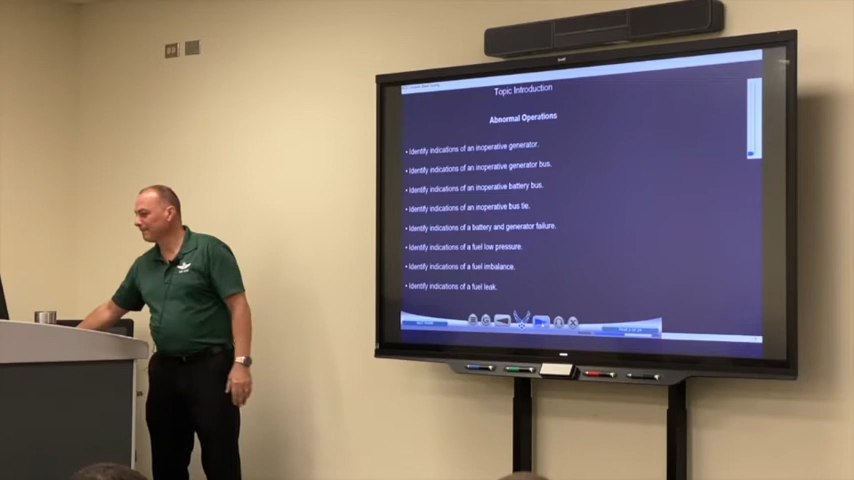 Topic Introduction
Abnormal Operations
• Identify indications of an inoperative generator.
• Identify indications of an inoperative generator bus.
• Identify indications of an inoperative battery bus.
• Identify indications of an inoperative bus tie.
• Identify indications of a battery and generator failure.
• Identify indications of a fuel low pressure.
• Identify indications of a fuel imbalance.
• Identify indications of a fuel leak.